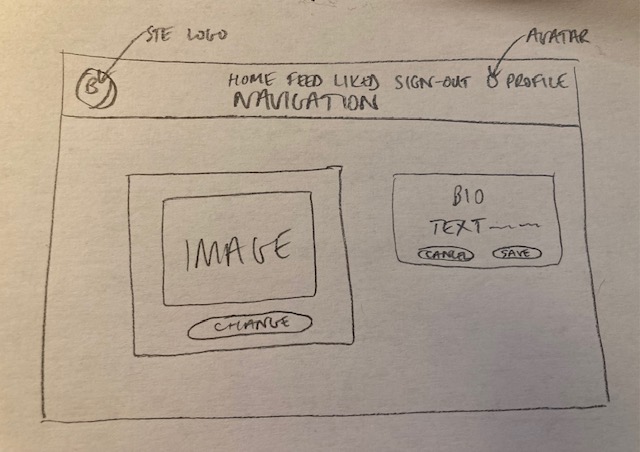 STE LOGO
AVATAR
B
HOME FEED LIKED SIGN-OUT PROFILE
NAVIGATION
IMAGE
CHANGE
BIO
TEXT
CANCEL SAVE